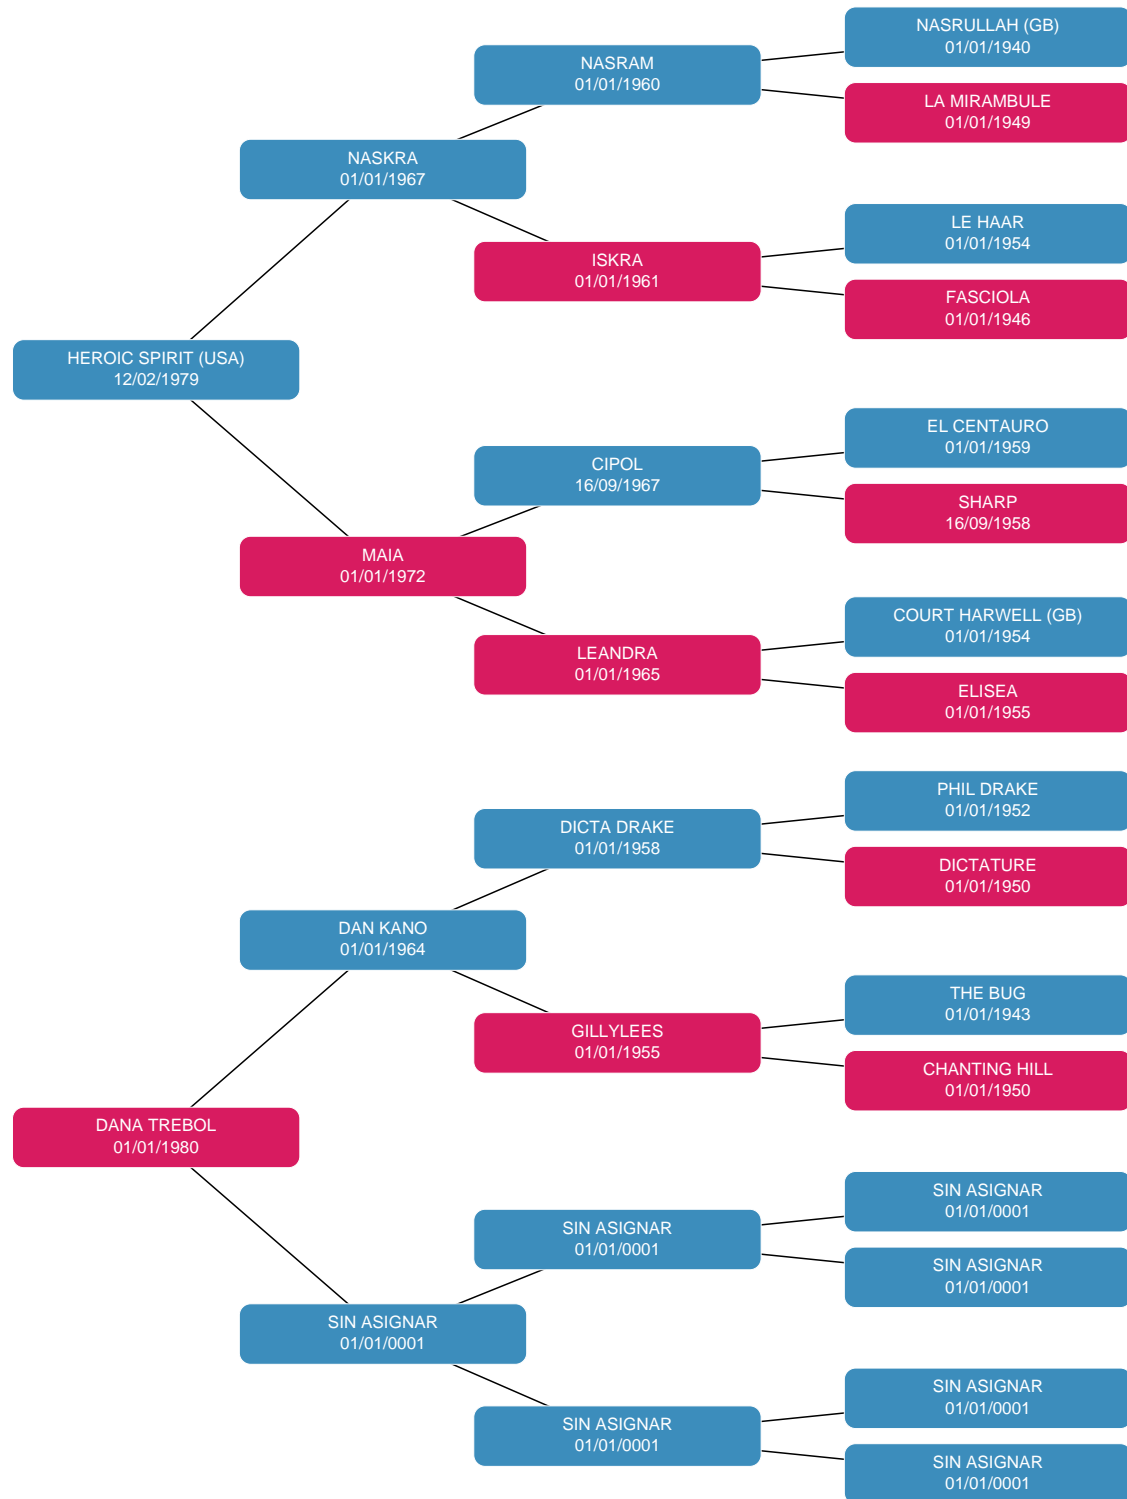 NASRULLAH (GB)
01/01/1940
NASRAM
01/01/1960
LA MIRAMBULE
01/01/1949
NASKRA
01/01/1967
LE HAAR
01/01/1954
ISKRA
01/01/1961
FASCIOLA
01/01/1946
HEROIC SPIRIT (USA)
12/02/1979
EL CENTAURO
01/01/1959
CIPOL
16/09/1967
SHARP
16/09/1958
MAIA
01/01/1972
COURT HARWELL (GB)
01/01/1954
LEANDRA
01/01/1965
ELISEA
01/01/1955
PHIL DRAKE
01/01/1952
DICTA DRAKE
01/01/1958
DICTATURE
01/01/1950
DAN KANO
01/01/1964
THE BUG
01/01/1943
GILLYLEES
01/01/1955
CHANTING HILL
01/01/1950
DANA TREBOL
01/01/1980
SIN ASIGNAR
01/01/0001
SIN ASIGNAR
01/01/0001
SIN ASIGNAR
01/01/0001
SIN ASIGNAR
01/01/0001
SIN ASIGNAR
01/01/0001
SIN ASIGNAR
01/01/0001
SIN ASIGNAR
01/01/0001